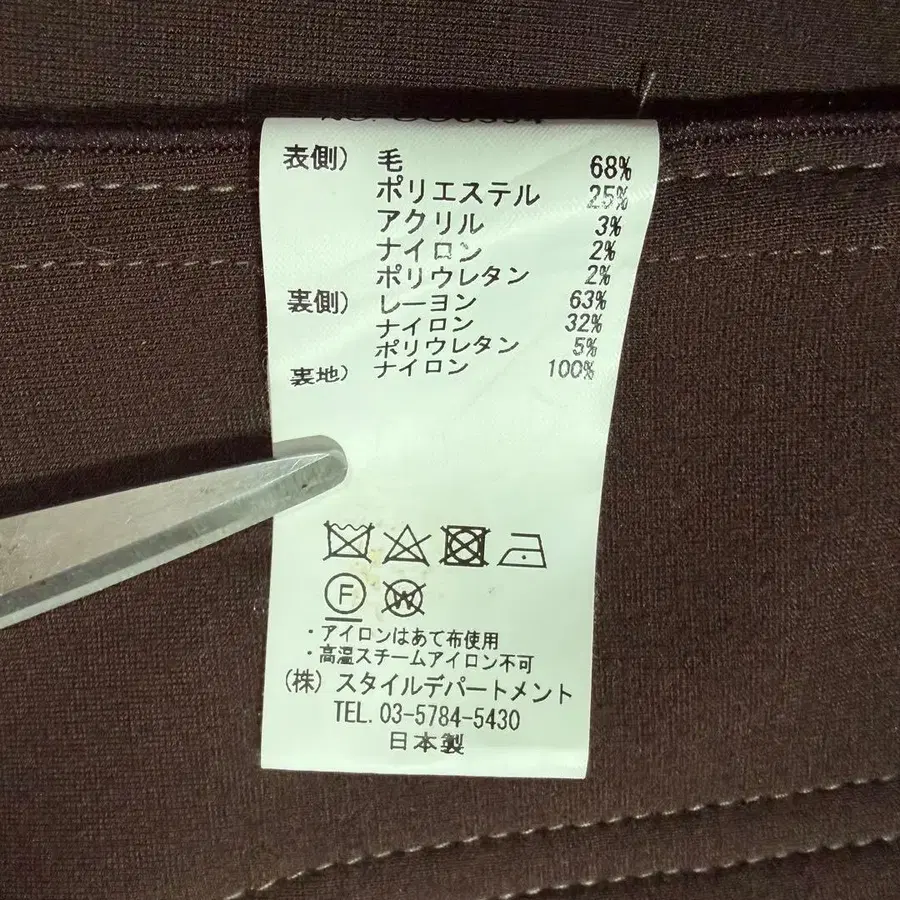 表側) 毛 68%
ポリエステル 25%
アクリル 3%
ナイロン 2%
ポリウレタン 2%
裏側) レーヨン 63%
ナイロン 32%
ポリウレタン 5%
裏地) ナイロン 100%
F W
・アイロンはあて布使用
・高温スチームアイロン不可
(株) スタイルデパートメント
TEL. 03-5784-5430
日本製